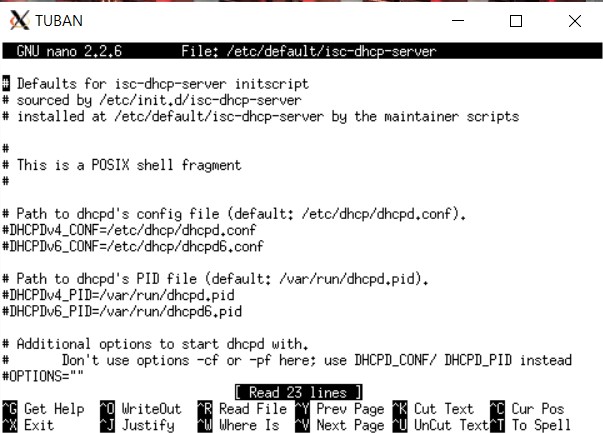 TUBAN
GNU nano 2.2.6 File: /etc/default/isc-dhcp-server
# Defaults for isc-dhcp-server initscript
# sourced by /etc/init.d/isc-dhcp-server
# installed at /etc/default/isc-dhcp-server by the maintainer scripts
#
# This is a POSIX shell fragment
#
# Path to dhcpd's config file (default: /etc/dhcp/dhcpd.conf).
#DHCPDv4_CONF=/etc/dhcp/dhcpd.conf
#DHCPDv6_CONF=/etc/dhcp/dhcpd6.conf
# Path to dhcpd's PID file (default: /var/run/dhcpd.pid).
#DHCPDv4_PID=/var/run/dhcpd.pid
#DHCPDv6_PID=/var/run/dhcpd6.pid
# Additional options to start dhcpd with.
# Don't use options -cf or -pf here; use DHCPD_CONF/ DHCPD_PID instead
#OPTIONS=""
[ Read 23 lines ]
^G Get Help ^O WriteOut ^R Read File ^Y Prev Page ^K Cut Text ^C Cur Pos
^X Exit ^J Justify ^W Where Is ^V Next Page ^U UnCut Text ^T To Spell